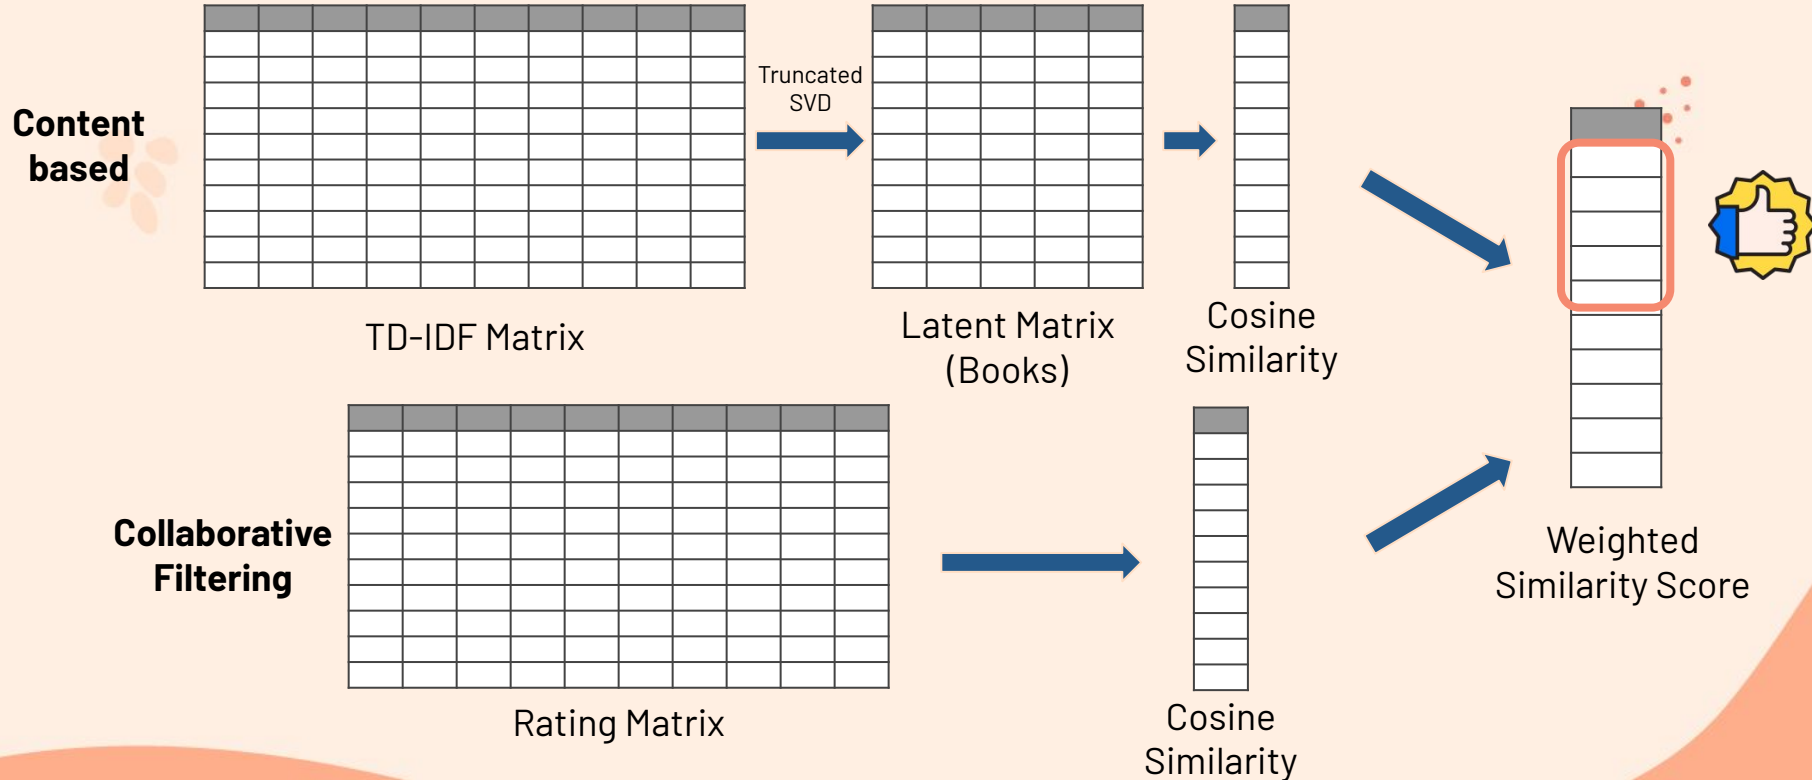 Content
based
Truncated
SVD
TD-IDF Matrix
Latent Matrix
(Books)
Cosine
Similarity
Collaborative
Filtering
Rating Matrix
Cosine
Similarity
Weighted
Similarity Score